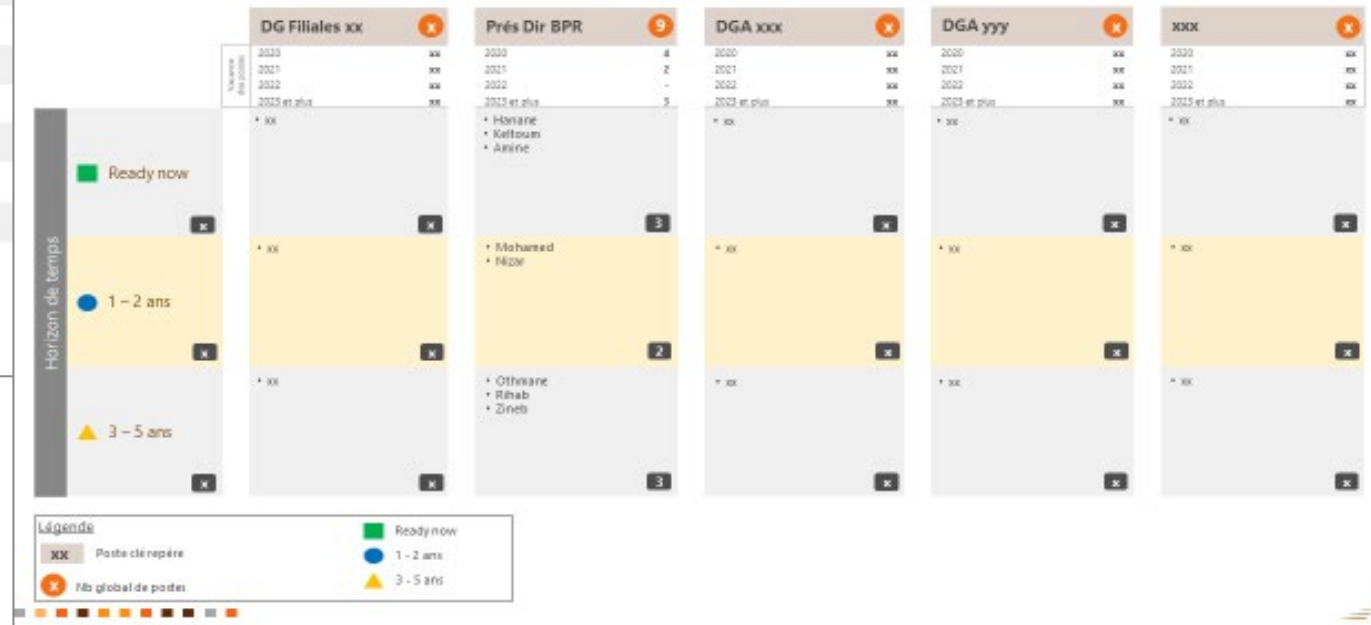 DG Filiales xx x Prés Dir BPR 9 DGA xxx x DGA yyy x xxx x
Vacance des postes
2020 xx 2020 4 2020 xx 2020 xx 2020 xx
2021 xx 2021 2 2021 xx 2021 xx 2021 xx
2022 xx 2022 - 2022 xx 2022 xx 2022 xx
2023 et plus xx 2023 et plus 2023 et plus xx 2023 et plus xx 2023 et plus xx
Horizon de temps
• xx • Hanane • xx • xx • xx
• Keltoum
• Amine
Ready now
x x 3 x x x
• xx • Mohamed • xx • xx • xx
• Nizar
1 – 2 ans
x x 2 x x x
• xx • Othmane • xx • xx • xx
• Rihab
• Zineb
3 – 5 ans
x x 3 x x x
Légende
xx Poste clé repère
x Nb global de postes
Ready now
1 - 2 ans
3 - 5 ans